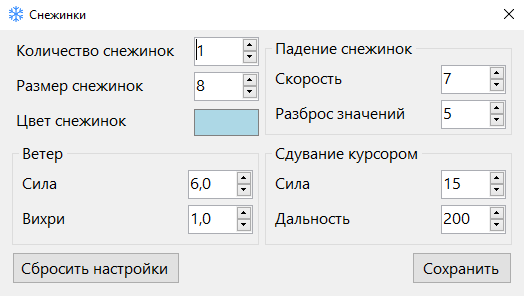 Снежинки
Количество снежинок 1
Размер снежинок 8
Цвет снежинок
Падение снежинок
Скорость 7
Разброс значений 5
Ветер
Сила 6,0
Вихри 1,0
Сдувание курсором
Сила 15
Дальность 200
Сбросить настройки
Сохранить